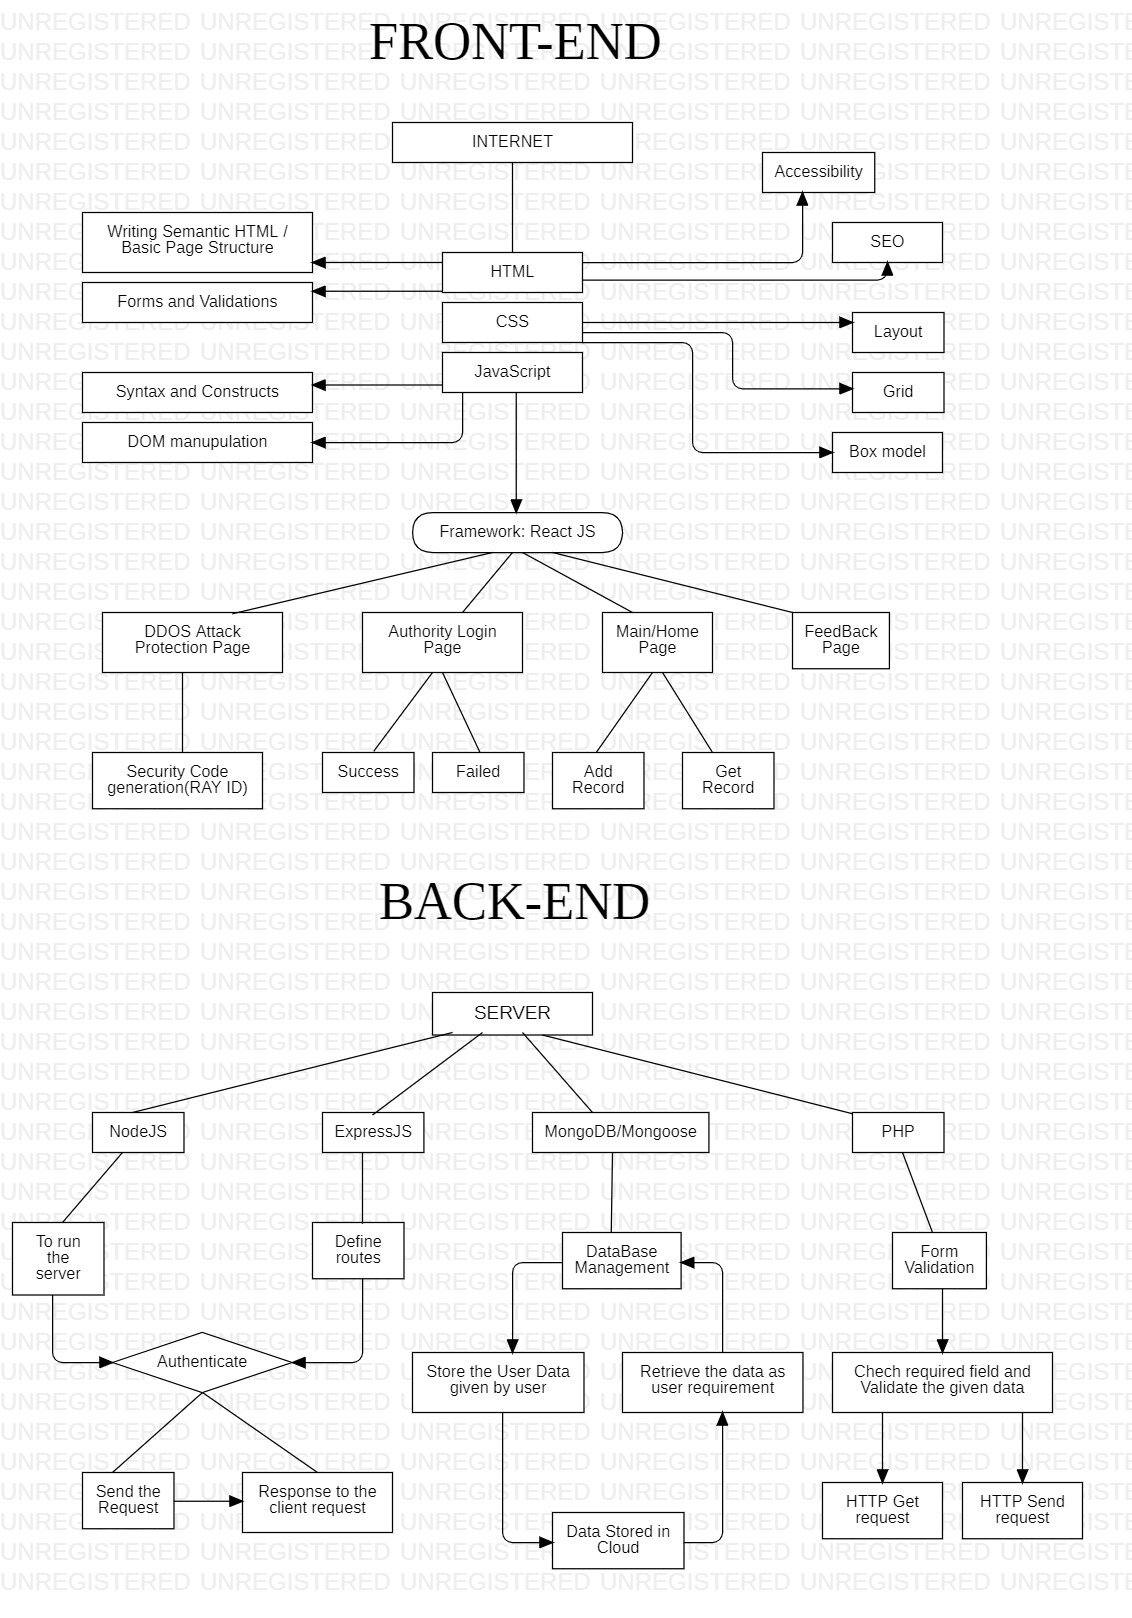 FRONT-END
INTERNET
Accessibility
Writing Semantic HTML /
Basic Page Structure
SEO
HTML
Forms and Validations
CSS
Layout
JavaScript
Syntax and Constructs
Grid
DOM manupulation
Box model
Framework: React JS
DDOS Attack
Protection Page
Authority Login
Page
Main/Home
Page
FeedBack
Page
Security Code
generation(RAY ID)
Success
Failed
Add
Record
Get
Record
BACK-END
SERVER
NodeJS
ExpressJS
MongoDB/Mongoose
PHP
To run
the
server
Define
routes
DataBase
Management
Form
Validation
Authenticate
Store the User Data
given by user
Retrieve the data as
user requirement
Chech required field and
Validate the given data
Send the
Request
Response to the
client request
Data Stored in
Cloud
HTTP Get
request
HTTP Send
request
UNREGISTERED